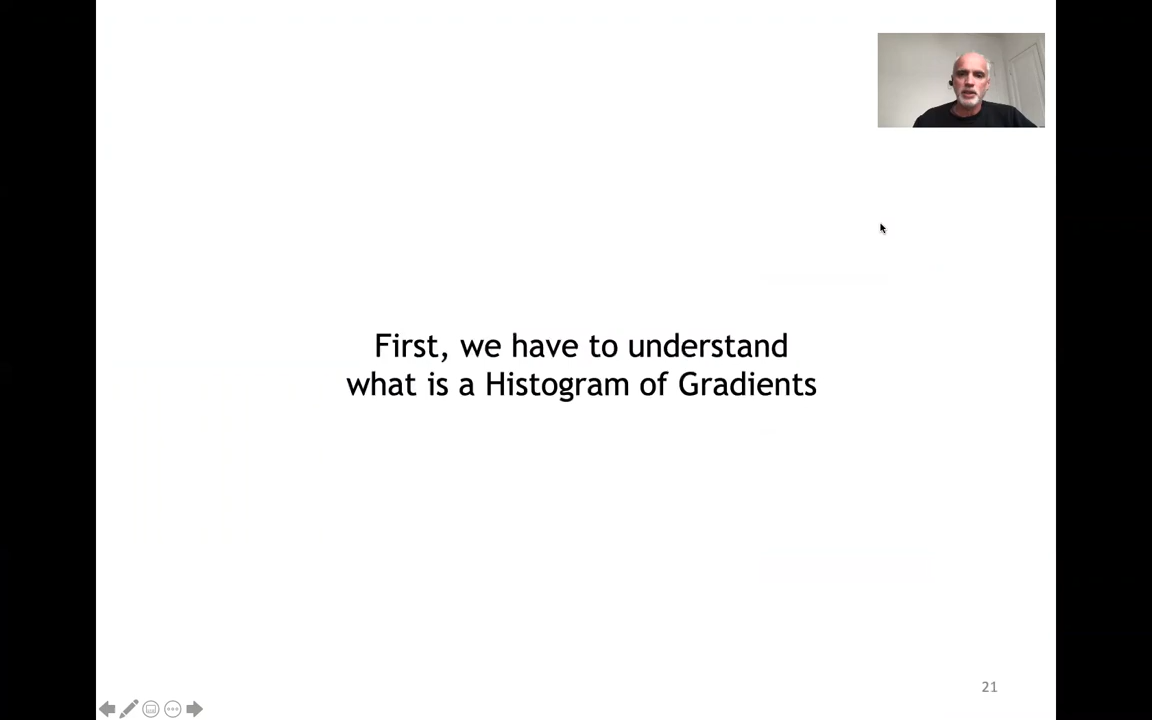 First, we have to understand
what is a Histogram of Gradients
21